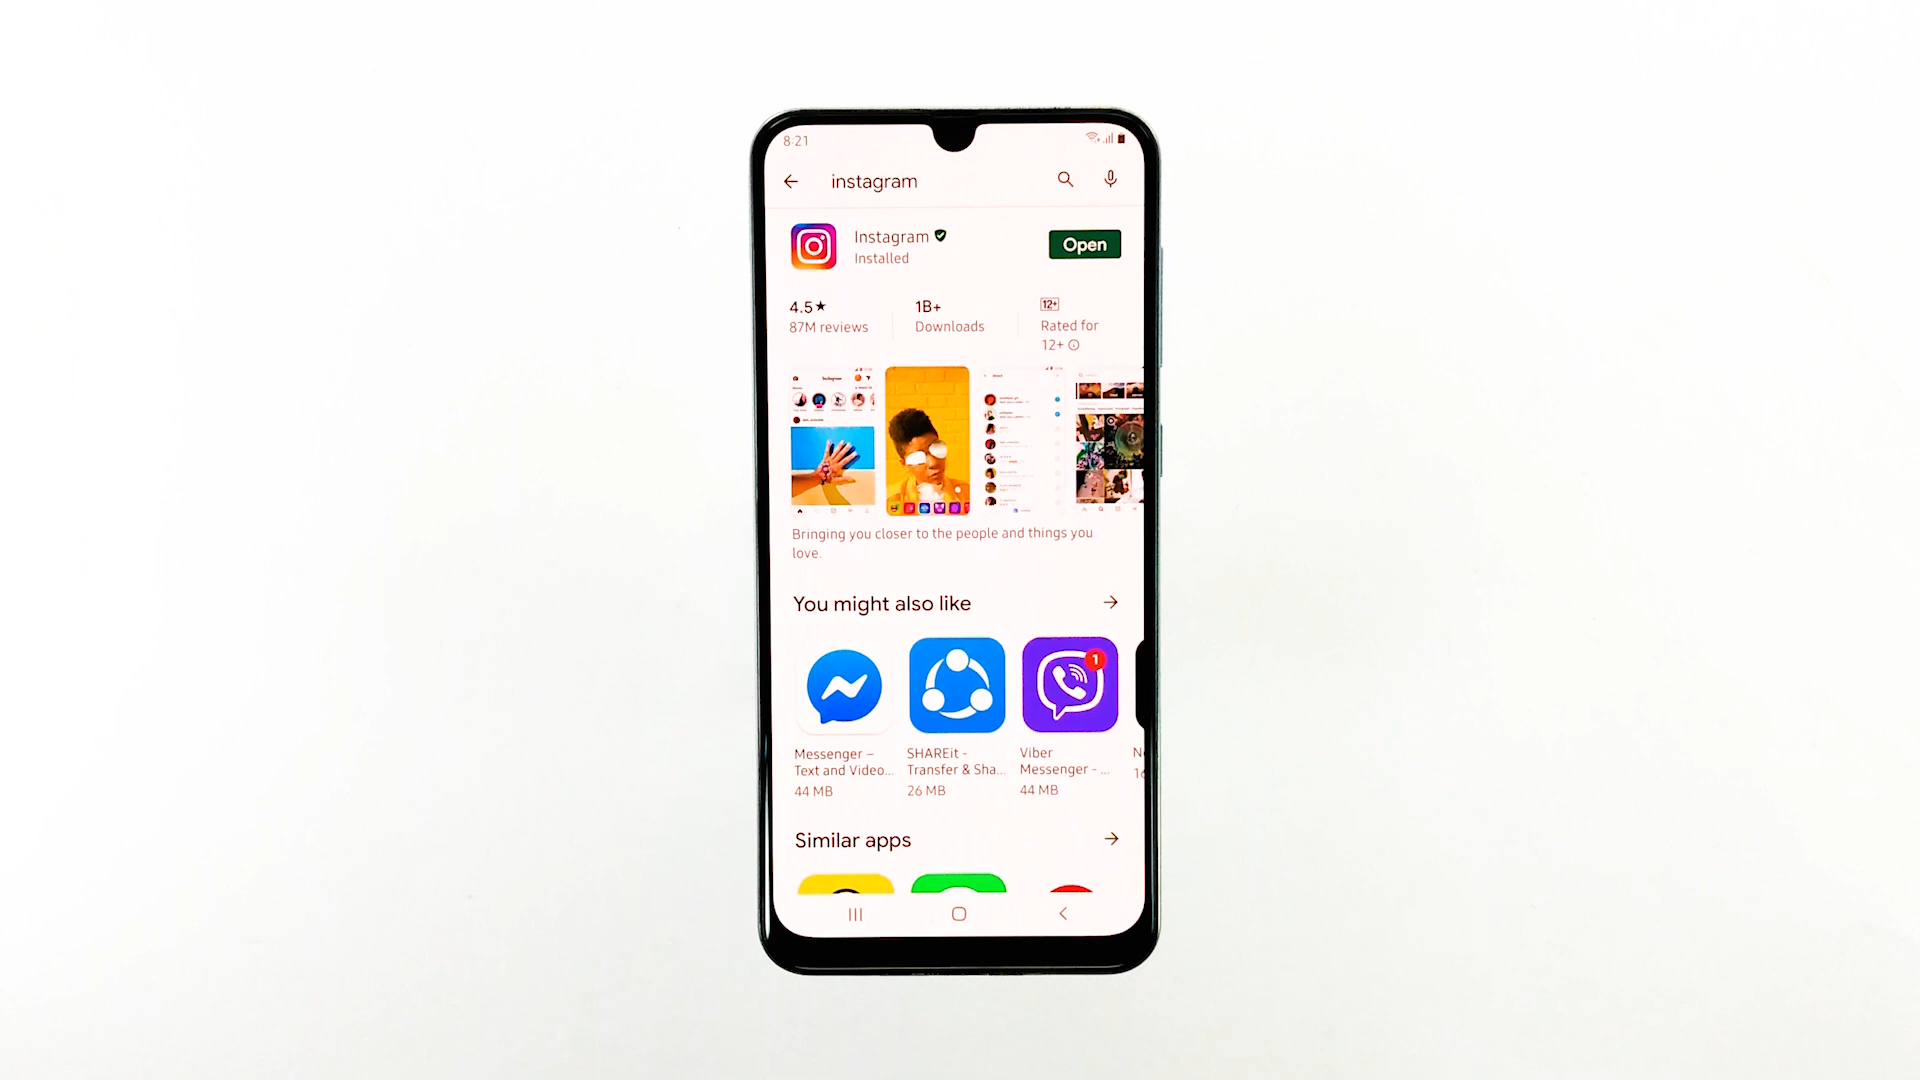 8:21
instagram
Instagram
Installed
Open
4.5★
87M reviews
1B+
Downloads
12+
Rated for
12+
Instagram
Bringing you closer to the people and things you
love.
You might also like
1
Messenger –
Text and Video...
44 MB
SHAREit -
Transfer & Sha...
26 MB
Viber
Messenger - ...
44 MB
Similar apps